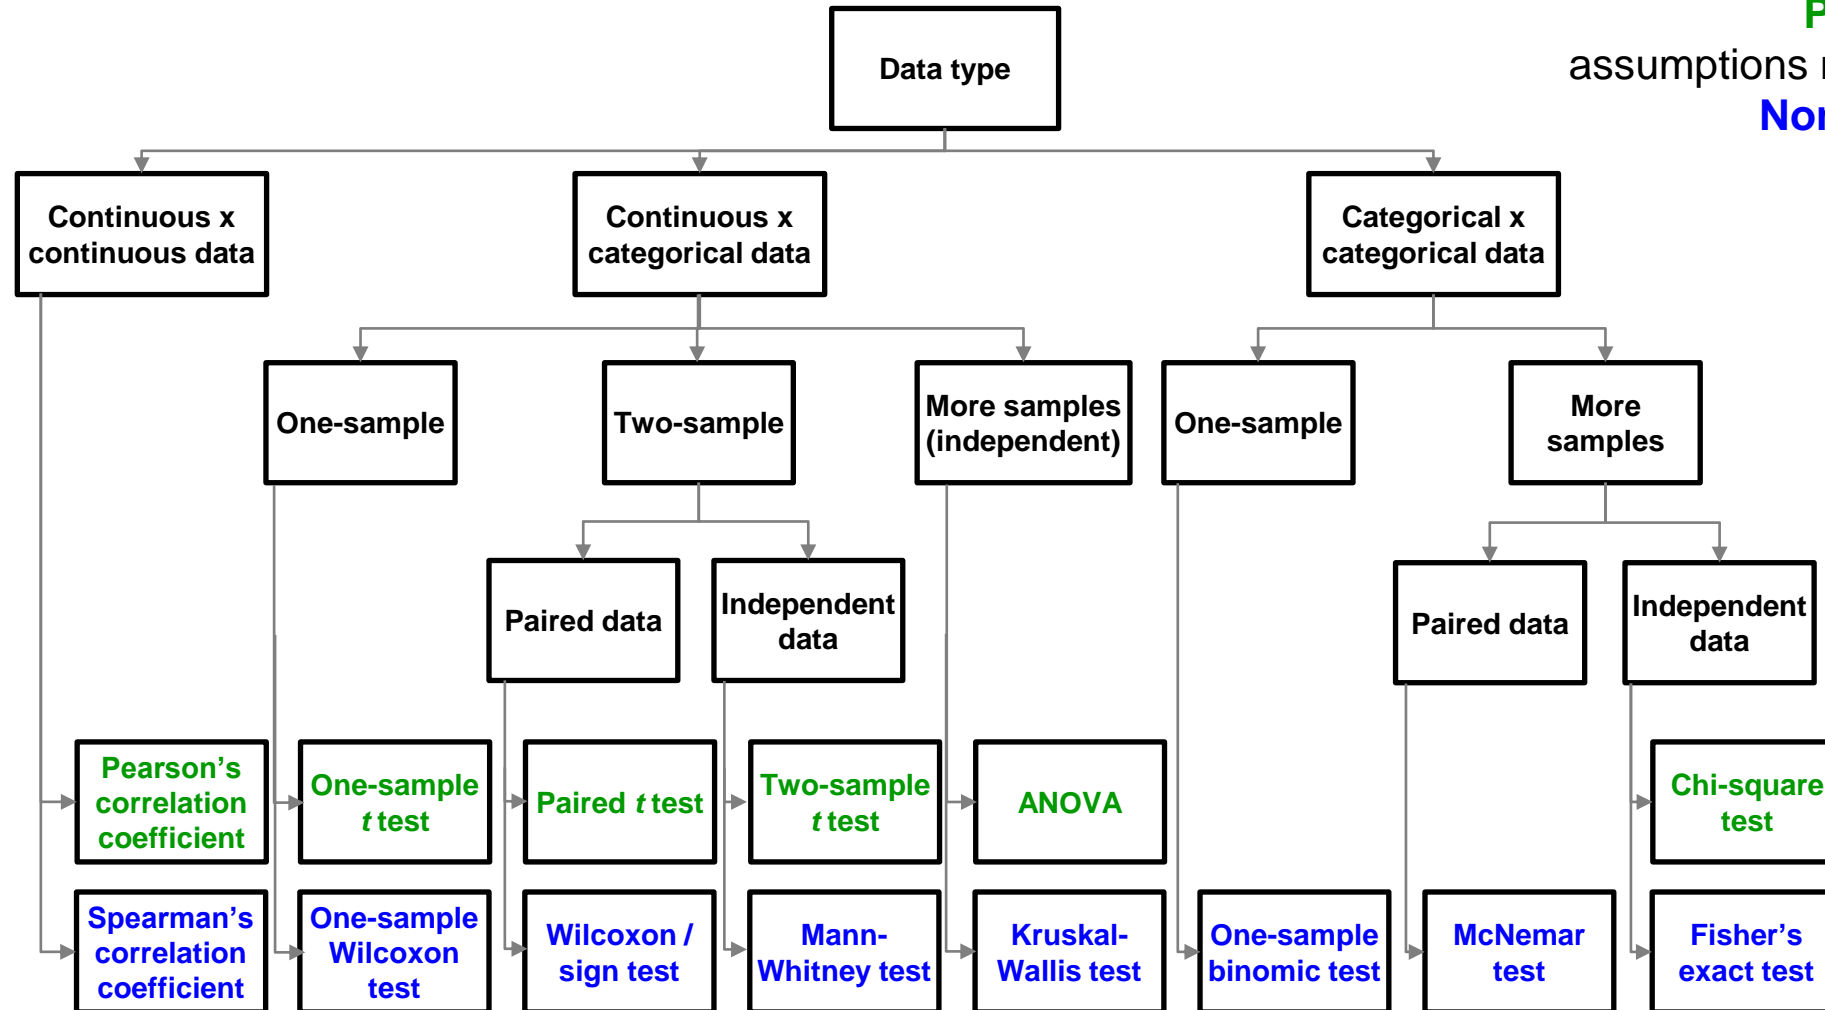 Data type
assumptions
Continuous x
continuous data
Continuous x
categorical data
Categorical x
categorical data
One-sample
Two-sample
More samples
(independent)
One-sample
More
samples
Paired data
Independent
data
Paired data
Independent
data
Pearson’s
correlation
coefficient
One-sample
t test
Paired t test
Two-sample
t test
ANOVA
Chi-square
test
Spearman’s
correlation
coefficient
One-sample
Wilcoxon
test
Wilcoxon /
sign test
Mann-
Whitney test
Kruskal-
Wallis test
One-sample
binomic test
McNemar
test
Fisher’s
exact test